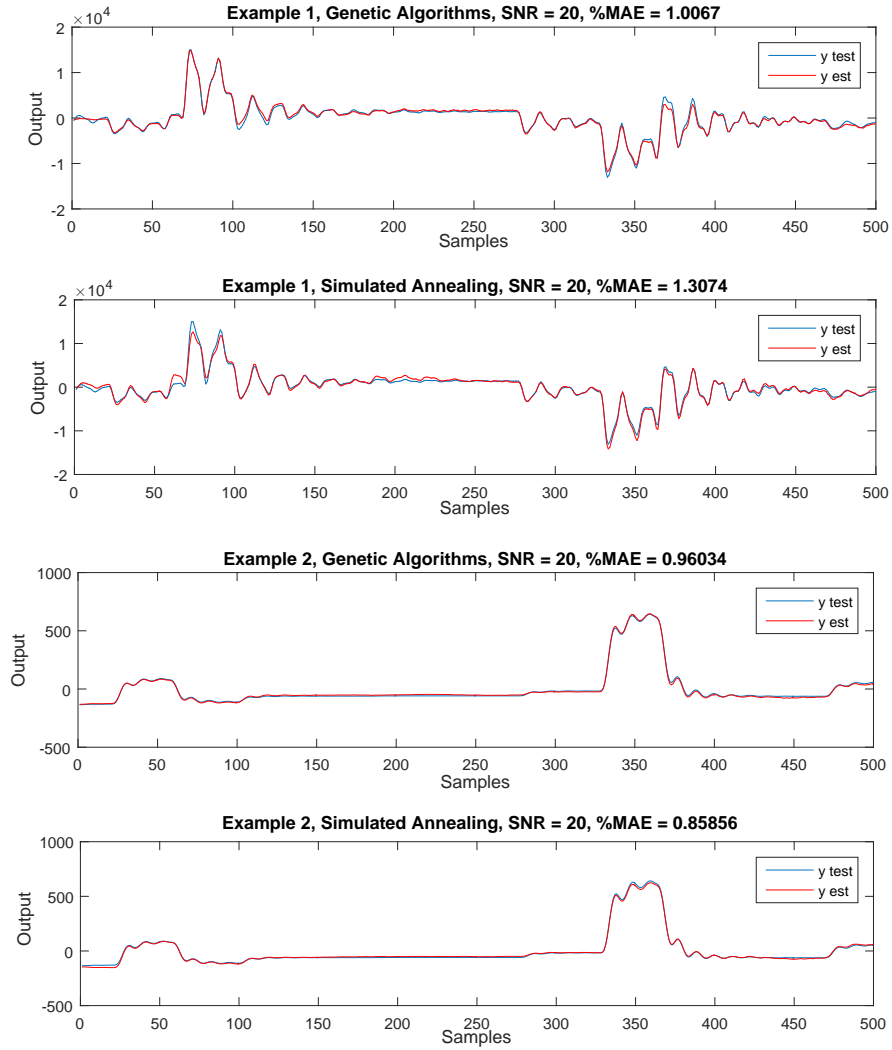 Example 1, Genetic Algorithms, SNR = 20, %MAE = 1.0067
×10⁴
2
1
0
-1
-2
Output
y test
y est
0 50 100 150 200 250 300 350 400 450 500
Samples
Example 1, Simulated Annealing, SNR = 20, %MAE = 1.3074
×10⁴
2
1
0
-1
-2
Output
y test
y est
0 50 100 150 200 250 300 350 400 450 500
Samples
Example 2, Genetic Algorithms, SNR = 20, %MAE = 0.96034
1000
500
0
-500
Output
y test
y est
0 50 100 150 200 250 300 350 400 450 500
Samples
Example 2, Simulated Annealing, SNR = 20, %MAE = 0.85856
1000
500
0
-500
Output
y test
y est
0 50 100 150 200 250 300 350 400 450 500
Samples